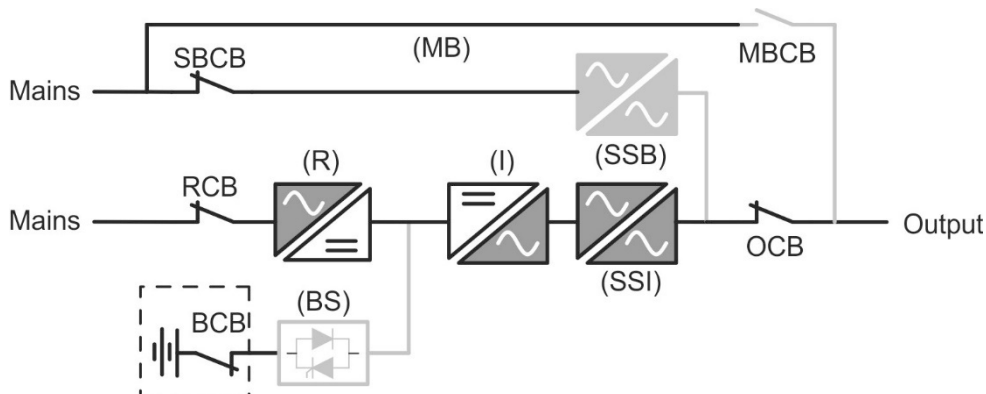 (MB)
MBCB
SBCB
Mains
(SSB)
(R)
(I)
RCB
Mains
Output
OCB
(SSI)
(BS)
BCB